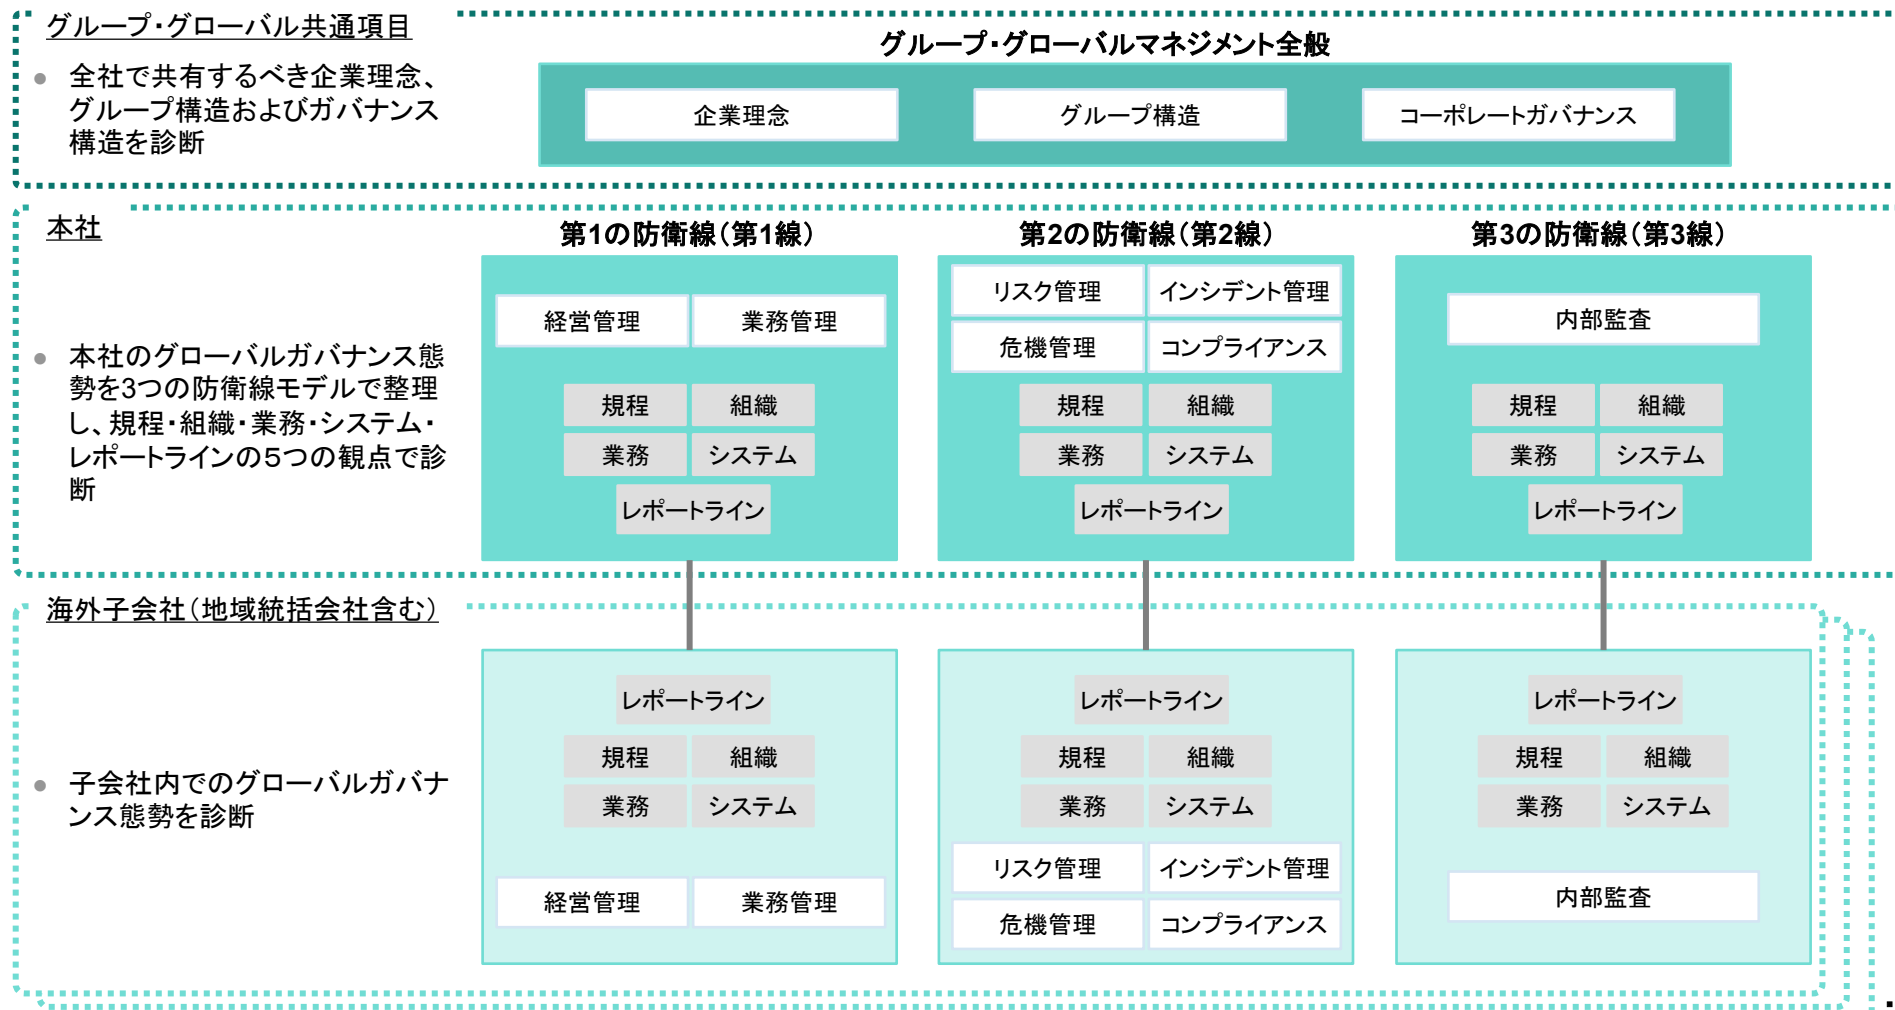 グループ・グローバル共通項目
● 全社で共有するべき企業理念、
グループ構造およびガバナンス
構造を診断
グループ・グローバルマネジメント全般
企業理念
グループ構造
コーポレートガバナンス
本社
● 本社のグローバルガバナンス態
勢を3つの防衛線モデルで整理
し、規程・組織・業務・システム・
レポートラインの5つの観点で診
断
第1の防衛線（第1線）
経営管理
業務管理
規程
組織
業務
システム
レポートライン
第2の防衛線（第2線）
リスク管理
インシデント管理
危機管理
コンプライアンス
規程
組織
業務
システム
レポートライン
第3の防衛線（第3線）
内部監査
規程
組織
業務
システム
レポートライン
海外子会社（地域統括会社含む）
● 子会社内でのグローバルガバナ
ンス態勢を診断
レポートライン
規程
組織
業務
システム
経営管理
業務管理
レポートライン
規程
組織
業務
システム
リスク管理
インシデント管理
危機管理
コンプライアンス
レポートライン
規程
組織
業務
システム
内部監査